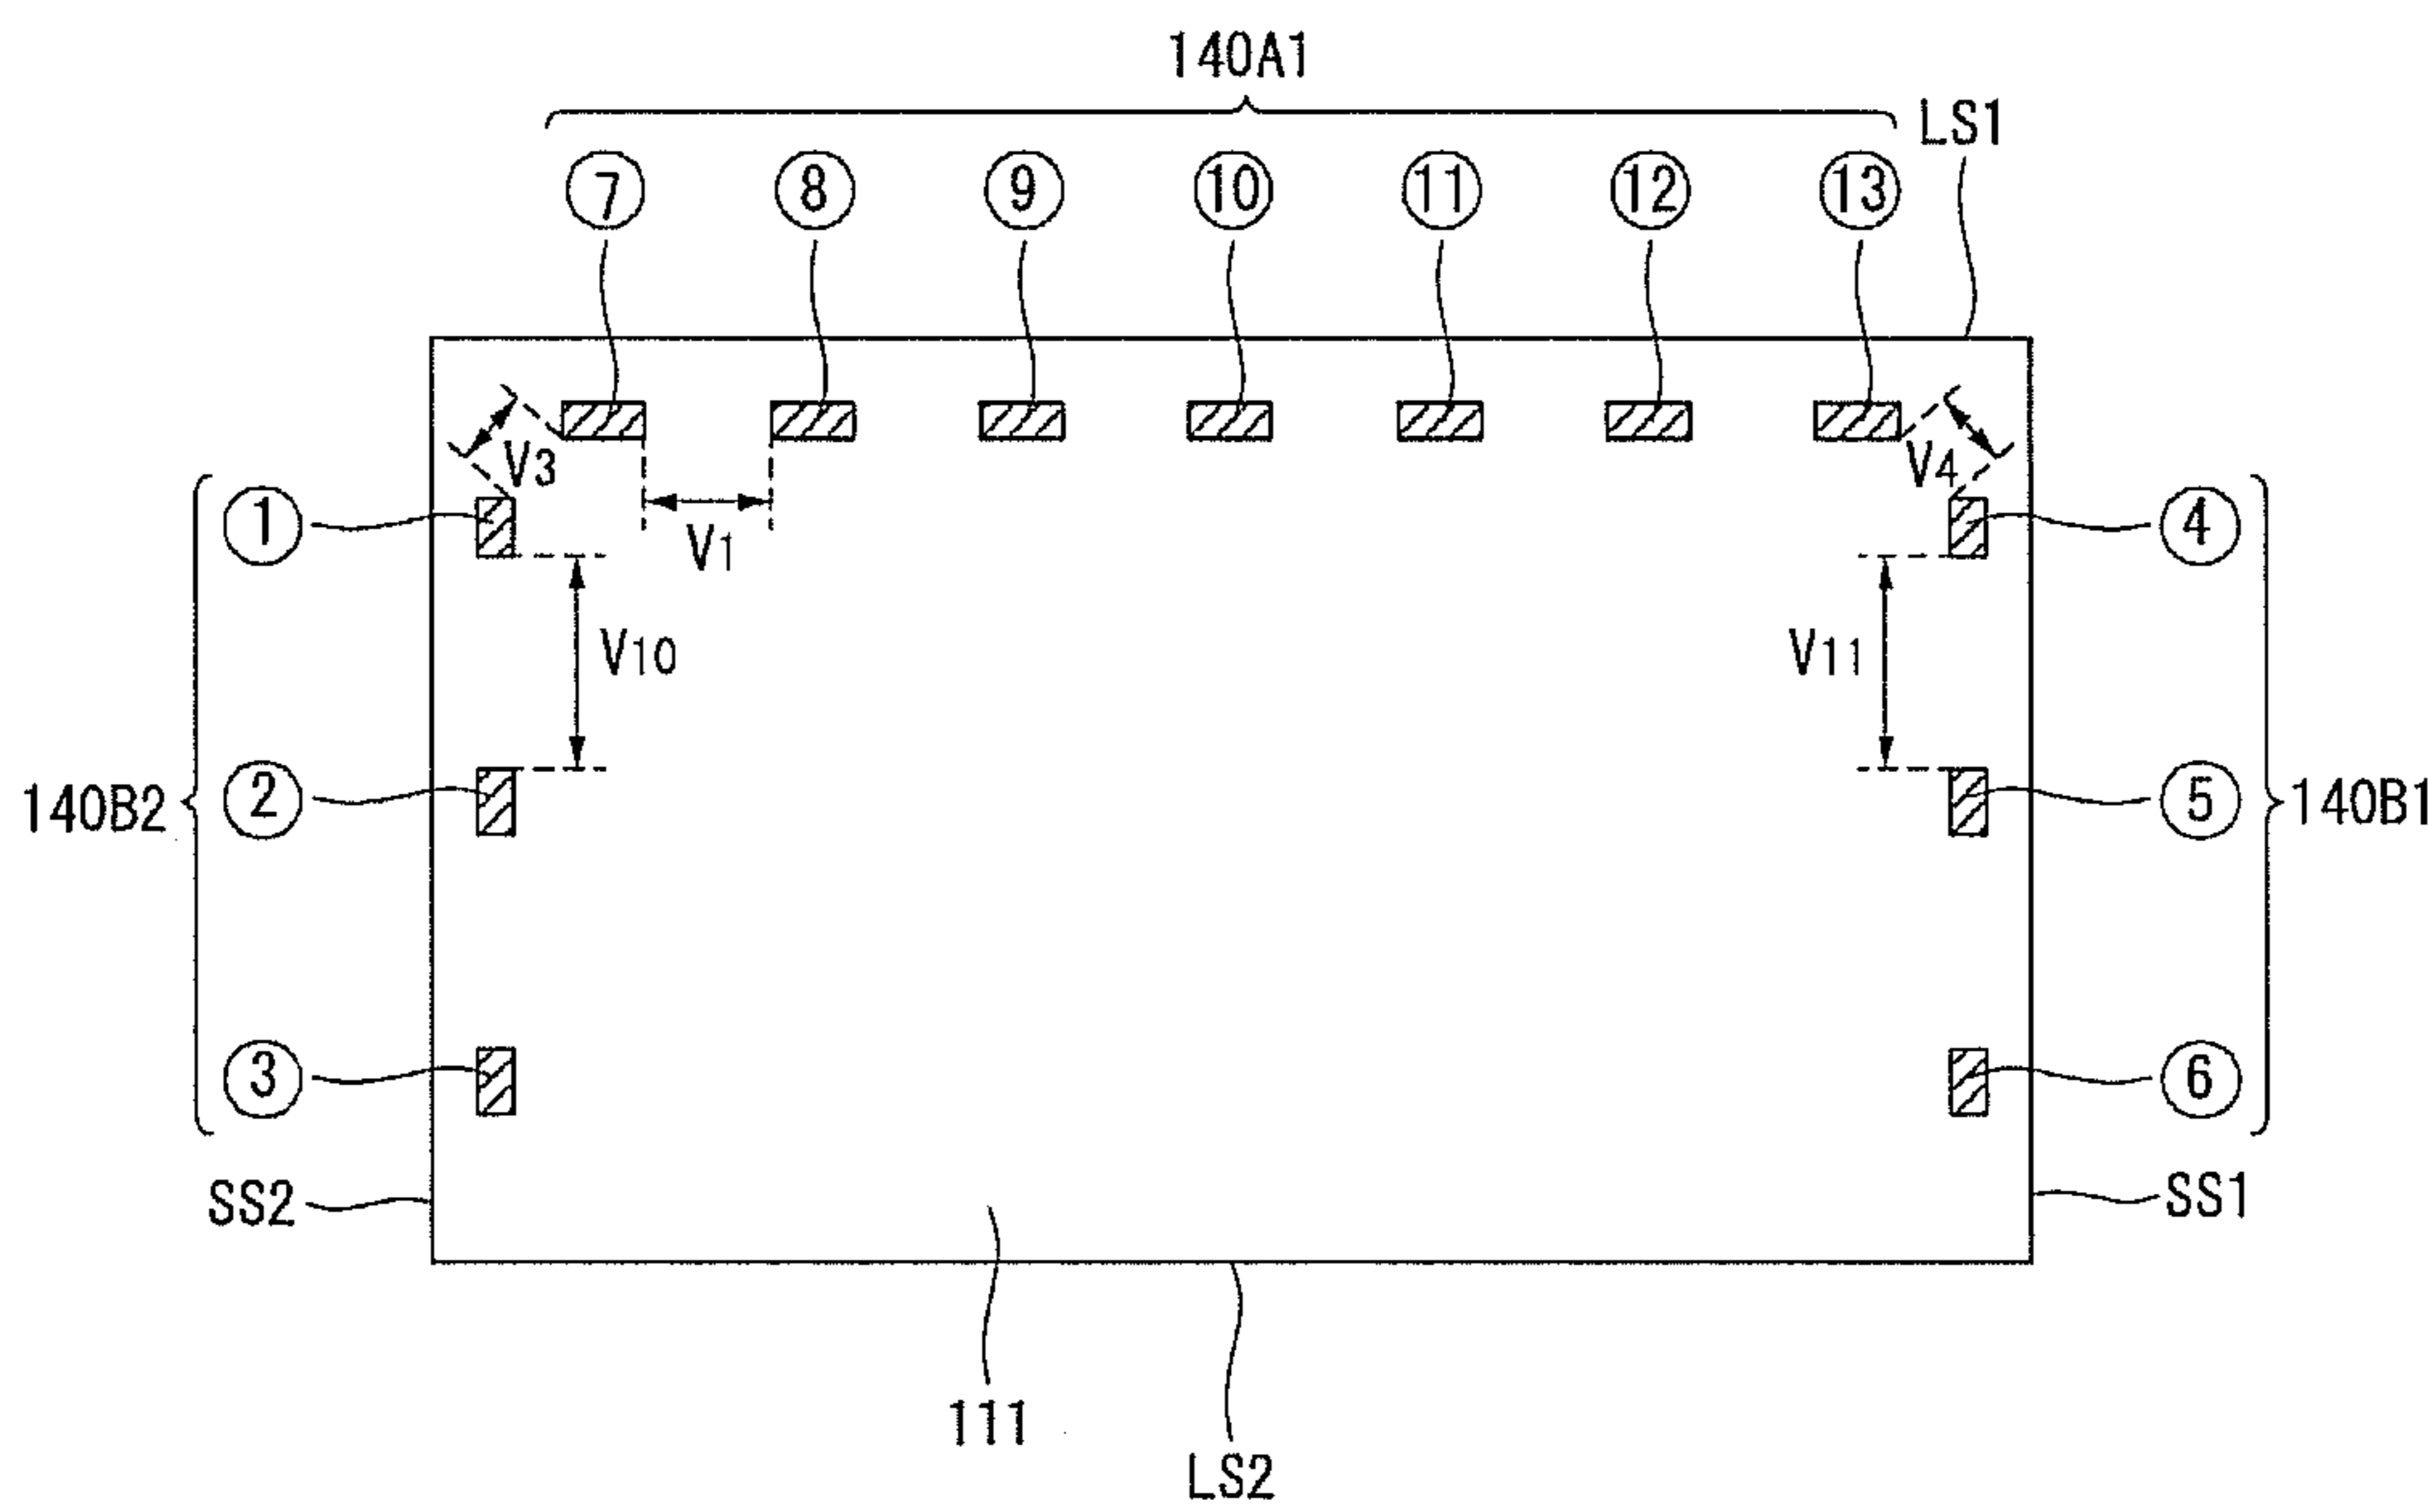 140A1
LS1
⑦ ⑧ ⑨ ⑩ ⑪ ⑫ ⑬
V3 V4
① V1 ④
V10 V11
140B2 ② ⑤ 140B1
③ ⑥
SS2 SS1
111
LS2